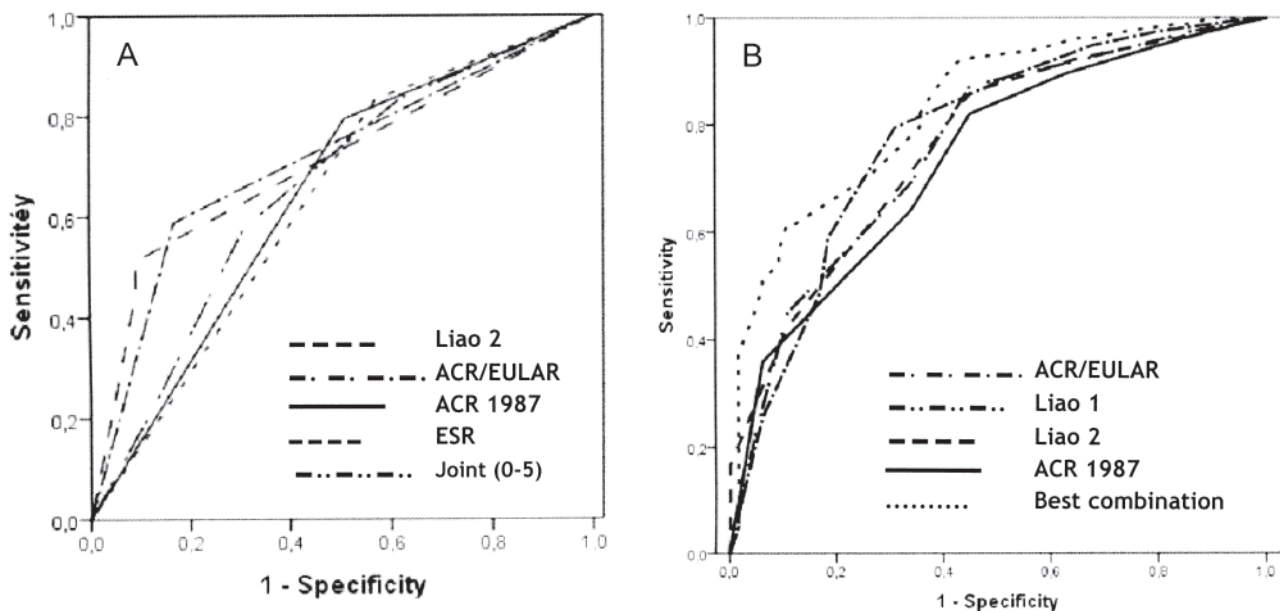 A
1,0
0,8
0,6
0,4
0,2
0,0
Sensitivitéy
Liao 2
ACR/EULAR
ACR 1987
ESR
Joint (0-5)
0,0 0,2 0,4 0,6 0,8 1,0
1 - Specificity
B
1,0
0,8
0,6
0,4
0,2
0,0
Sensitivity
ACR/EULAR
Liao 1
Liao 2
ACR 1987
Best combination
0,0 0,2 0,4 0,6 0,8 1,0
1 - Specificity